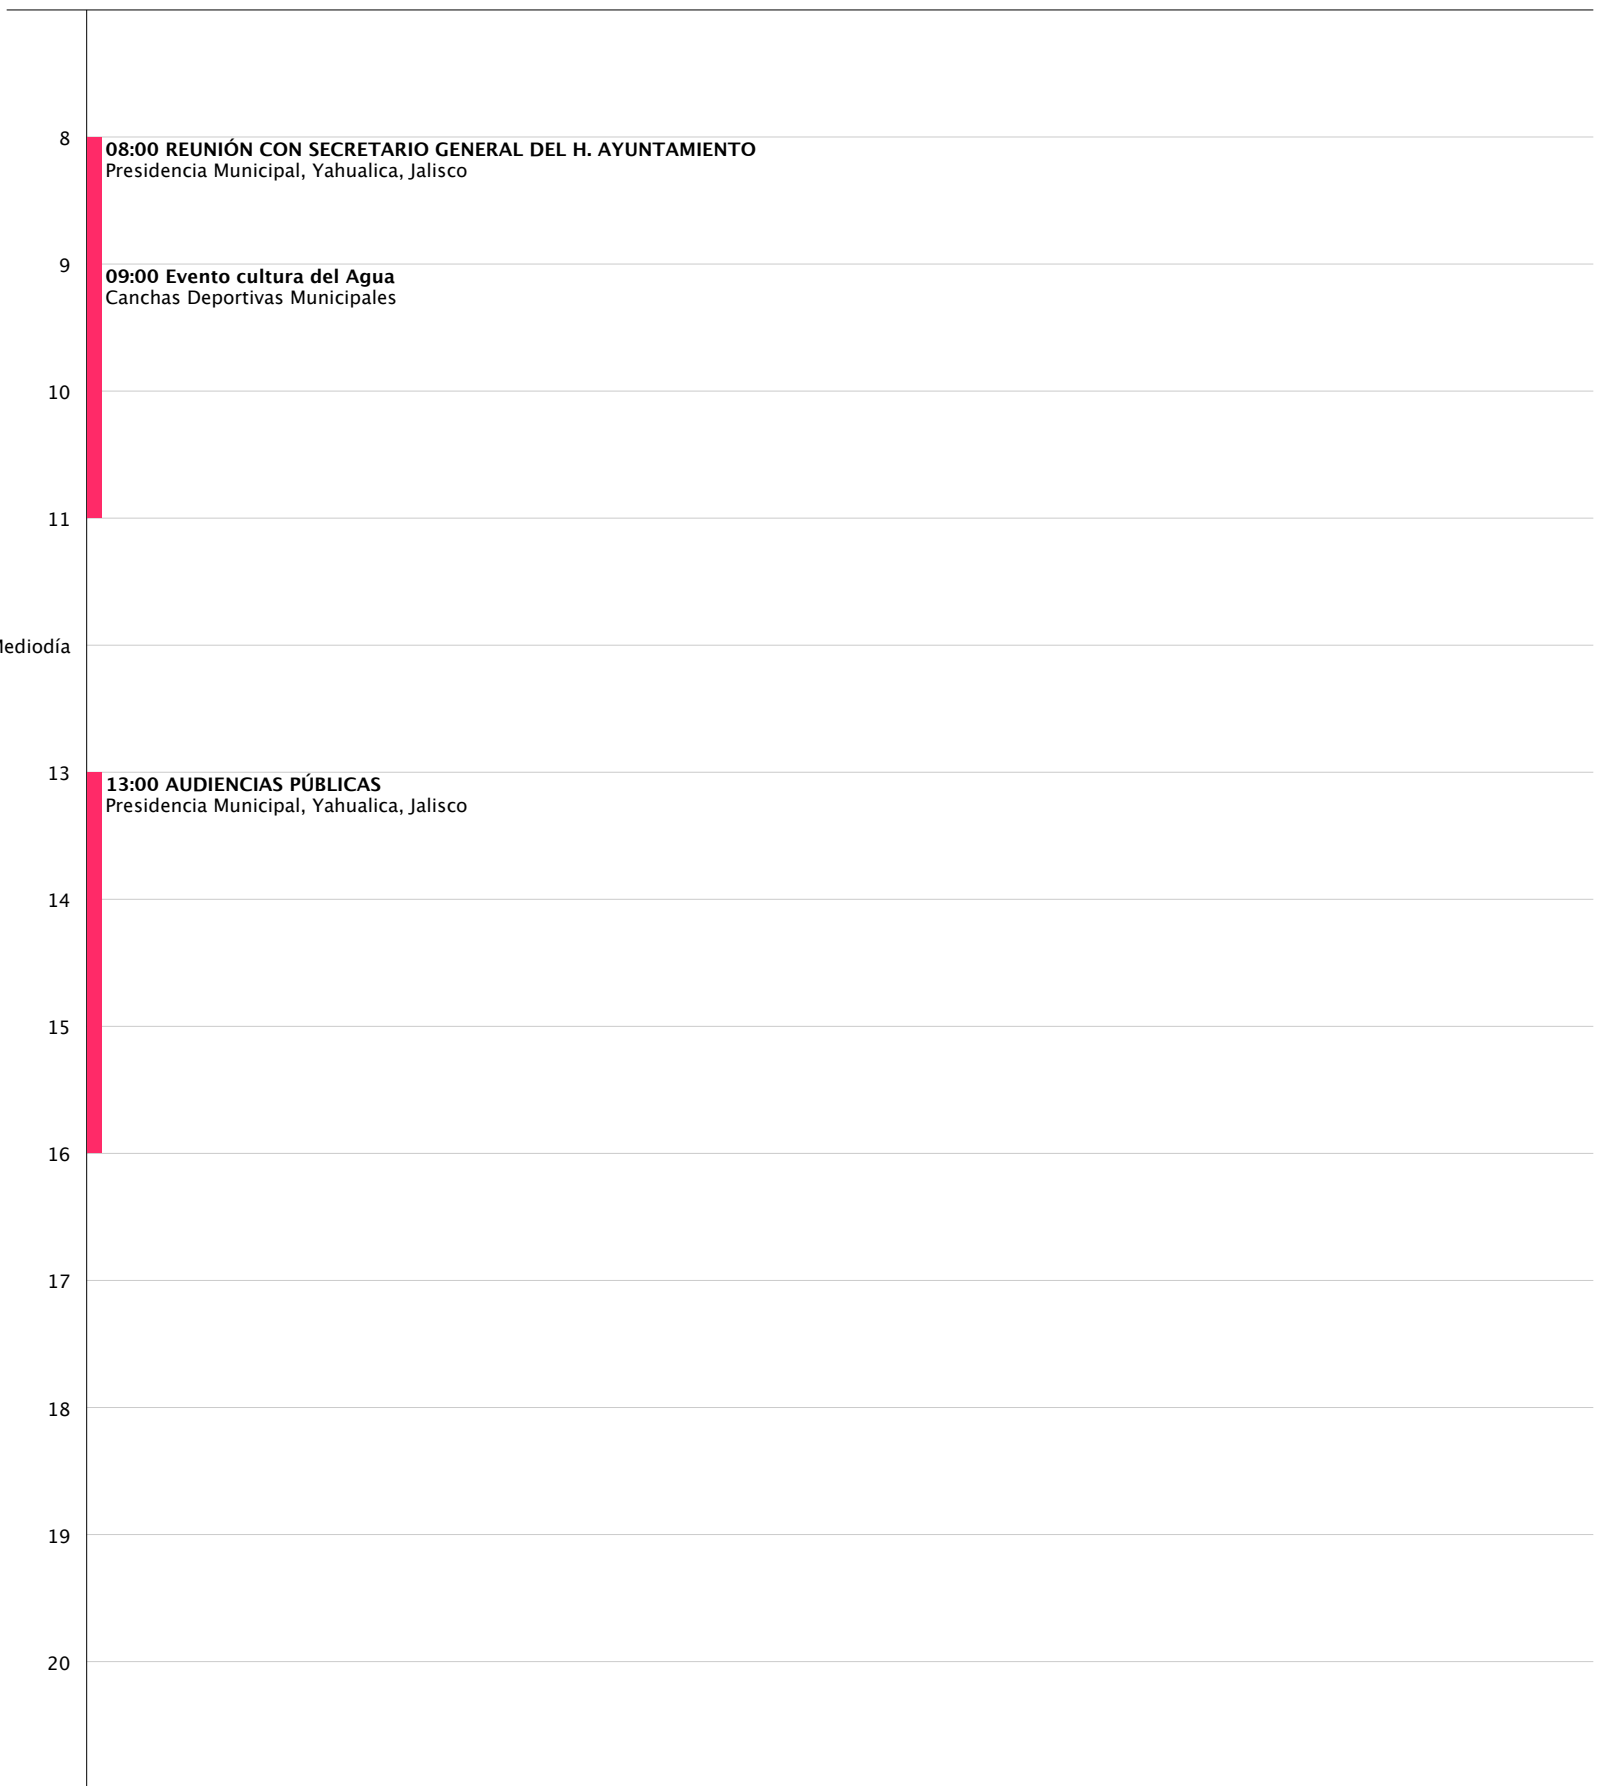 8
08:00 REUNIÓN CON SECRETARIO GENERAL DEL H. AYUNTAMIENTO
Presidencia Municipal, Yahualica, Jalisco
9
09:00 Evento cultura del Agua
Canchas Deportivas Municipales
10
11
Mediodía
13
13:00 AUDIENCIAS PÚBLICAS
Presidencia Municipal, Yahualica, Jalisco
14
15
16
17
18
19
20